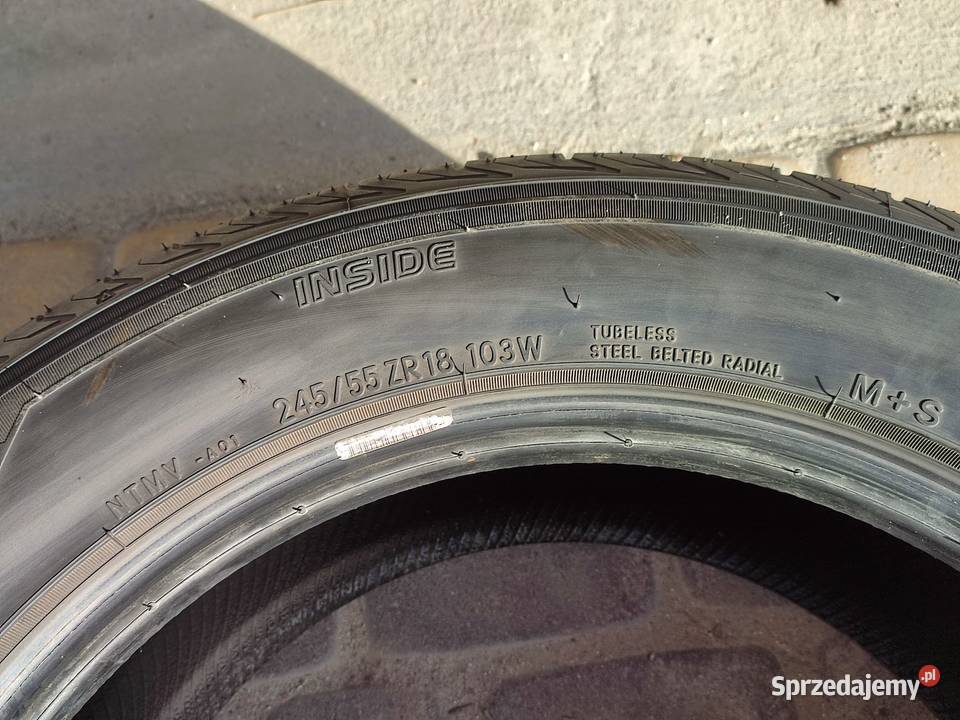 INSIDE
245/55 ZR18 103W
TUBELESS
STEEL BELTED RADIAL
M+S
NTMV -A01
Sprzedajemy.pl